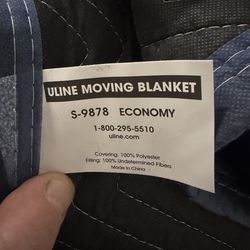 ULINE MOVING BLANKET
S-9878 ECONOMY
1-800-295-5510
uline.com
Covering: 100% Polyester
Filling: 100% Undetermined Fibers
Made in China